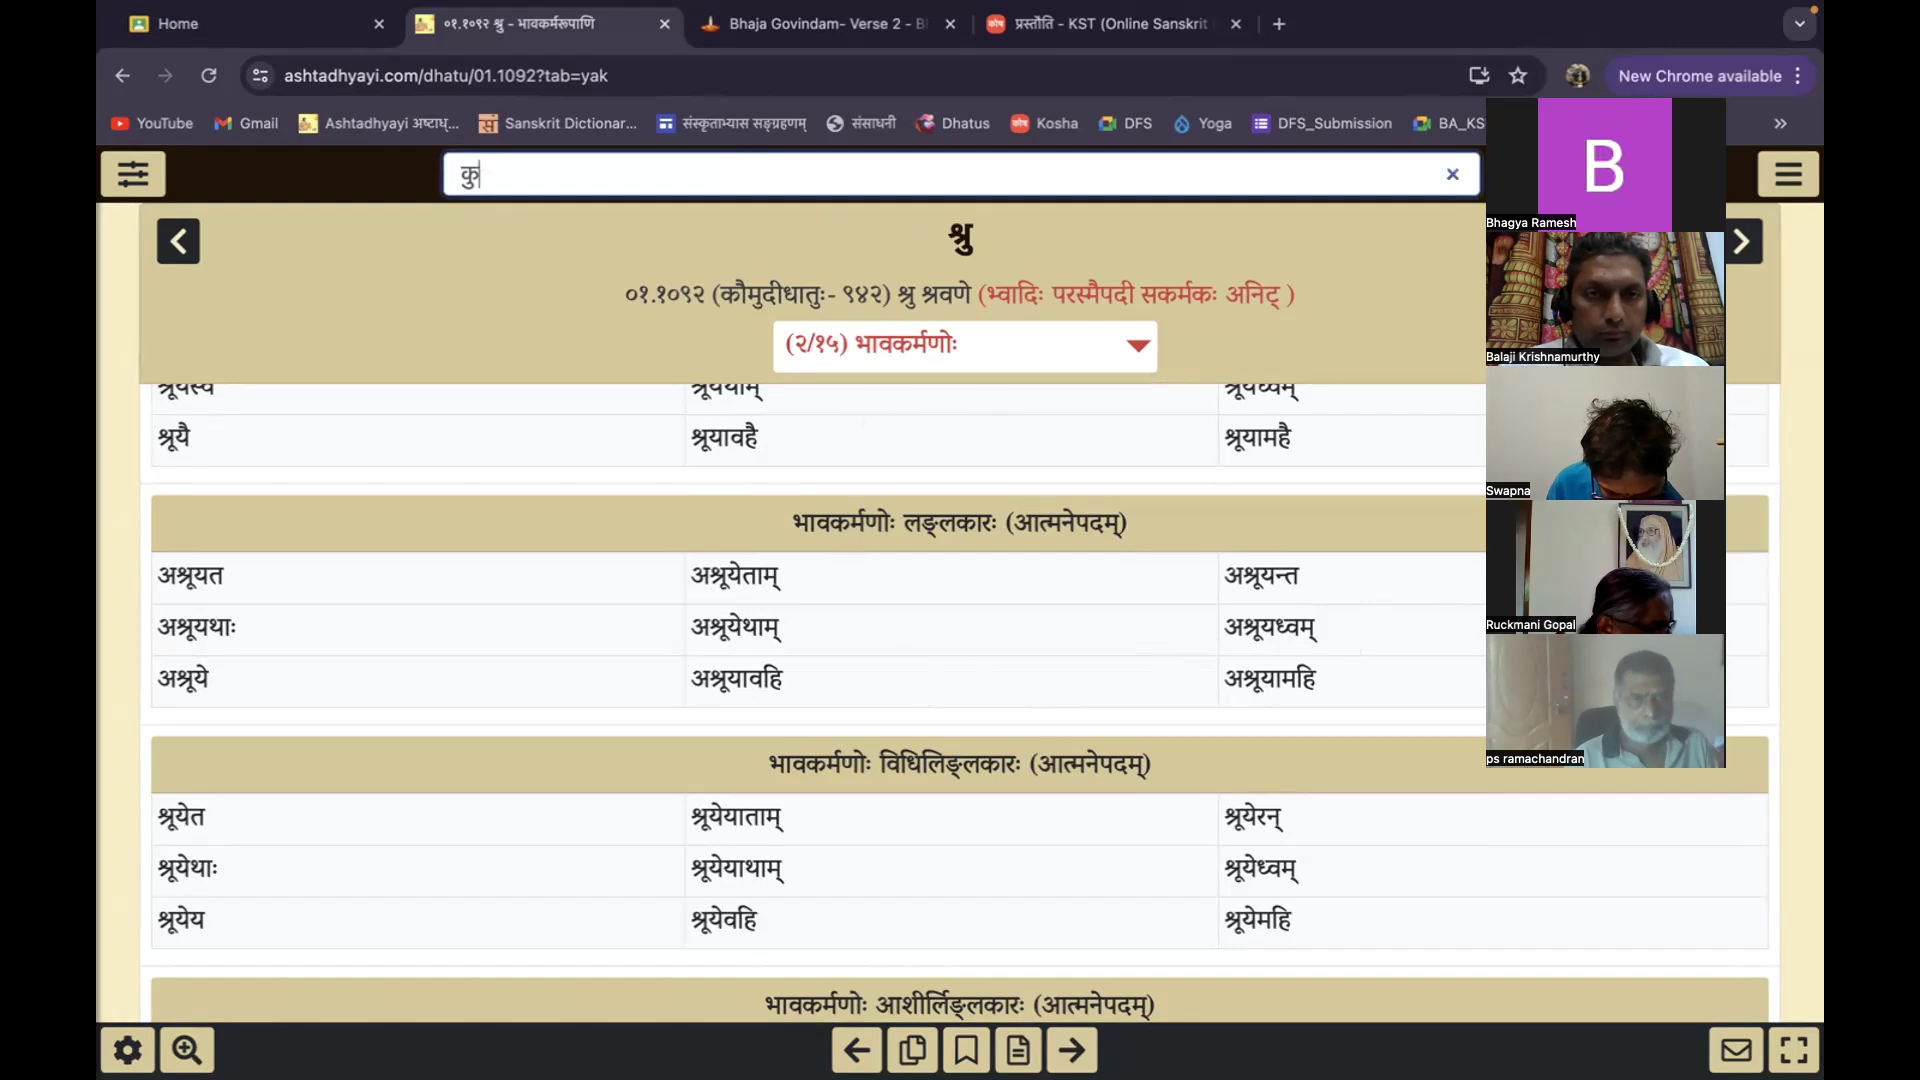 Home
०१.१०९२ श्रु - भावकर्मरूपाणि
Bhaja Govindam- Verse 2 - Bl
प्रस्तौति - KST (Online Sanskrit
ashtadhyayi.com/dhatu/01.1092?tab=yak
New Chrome available
YouTube
Gmail
Ashtadhyayi अष्टाध्...
Sanskrit Dictionar...
संस्कृताभ्यास सङ्ग्रहणम्
संसाधनी
Dhatus
Kosha
DFS
Yoga
DFS_Submission
BA_KS
कु
B
Bhagya Ramesh
श्रु
०१.१०९२ (कौमुदीधातुः- ९४२) श्रु श्रवणे (भ्वादिः परस्मैपदी सकर्मकः अनिट् )
(२/१५) भावकर्मणोः
Balaji Krishnamurthy
श्रूयस्व श्रूयेथाम् श्रूयध्वम्
श्रूयै श्रूयावहै श्रूयामहै
Swapna
भावकर्मणोः लङ्लकारः (आत्मनेपदम्)
अश्रूयत अश्रूयेताम् अश्रूयन्त
अश्रूयथाः अश्रूयेथाम् अश्रूयध्वम्
Ruckmani Gopal
अश्रूये अश्रूयावहि अश्रूयामहि
भावकर्मणोः विधिलिङ्लकारः (आत्मनेपदम्)
ps ramachandran
श्रूयेत श्रूयेयाताम् श्रूयेरन्
श्रूयेथाः श्रूयेयाथाम् श्रूयेध्वम्
श्रूयेय श्रूयेवहि श्रूयेमहि
भावकर्मणोः आशीर्लिङ्लकारः (आत्मनेपदम्)